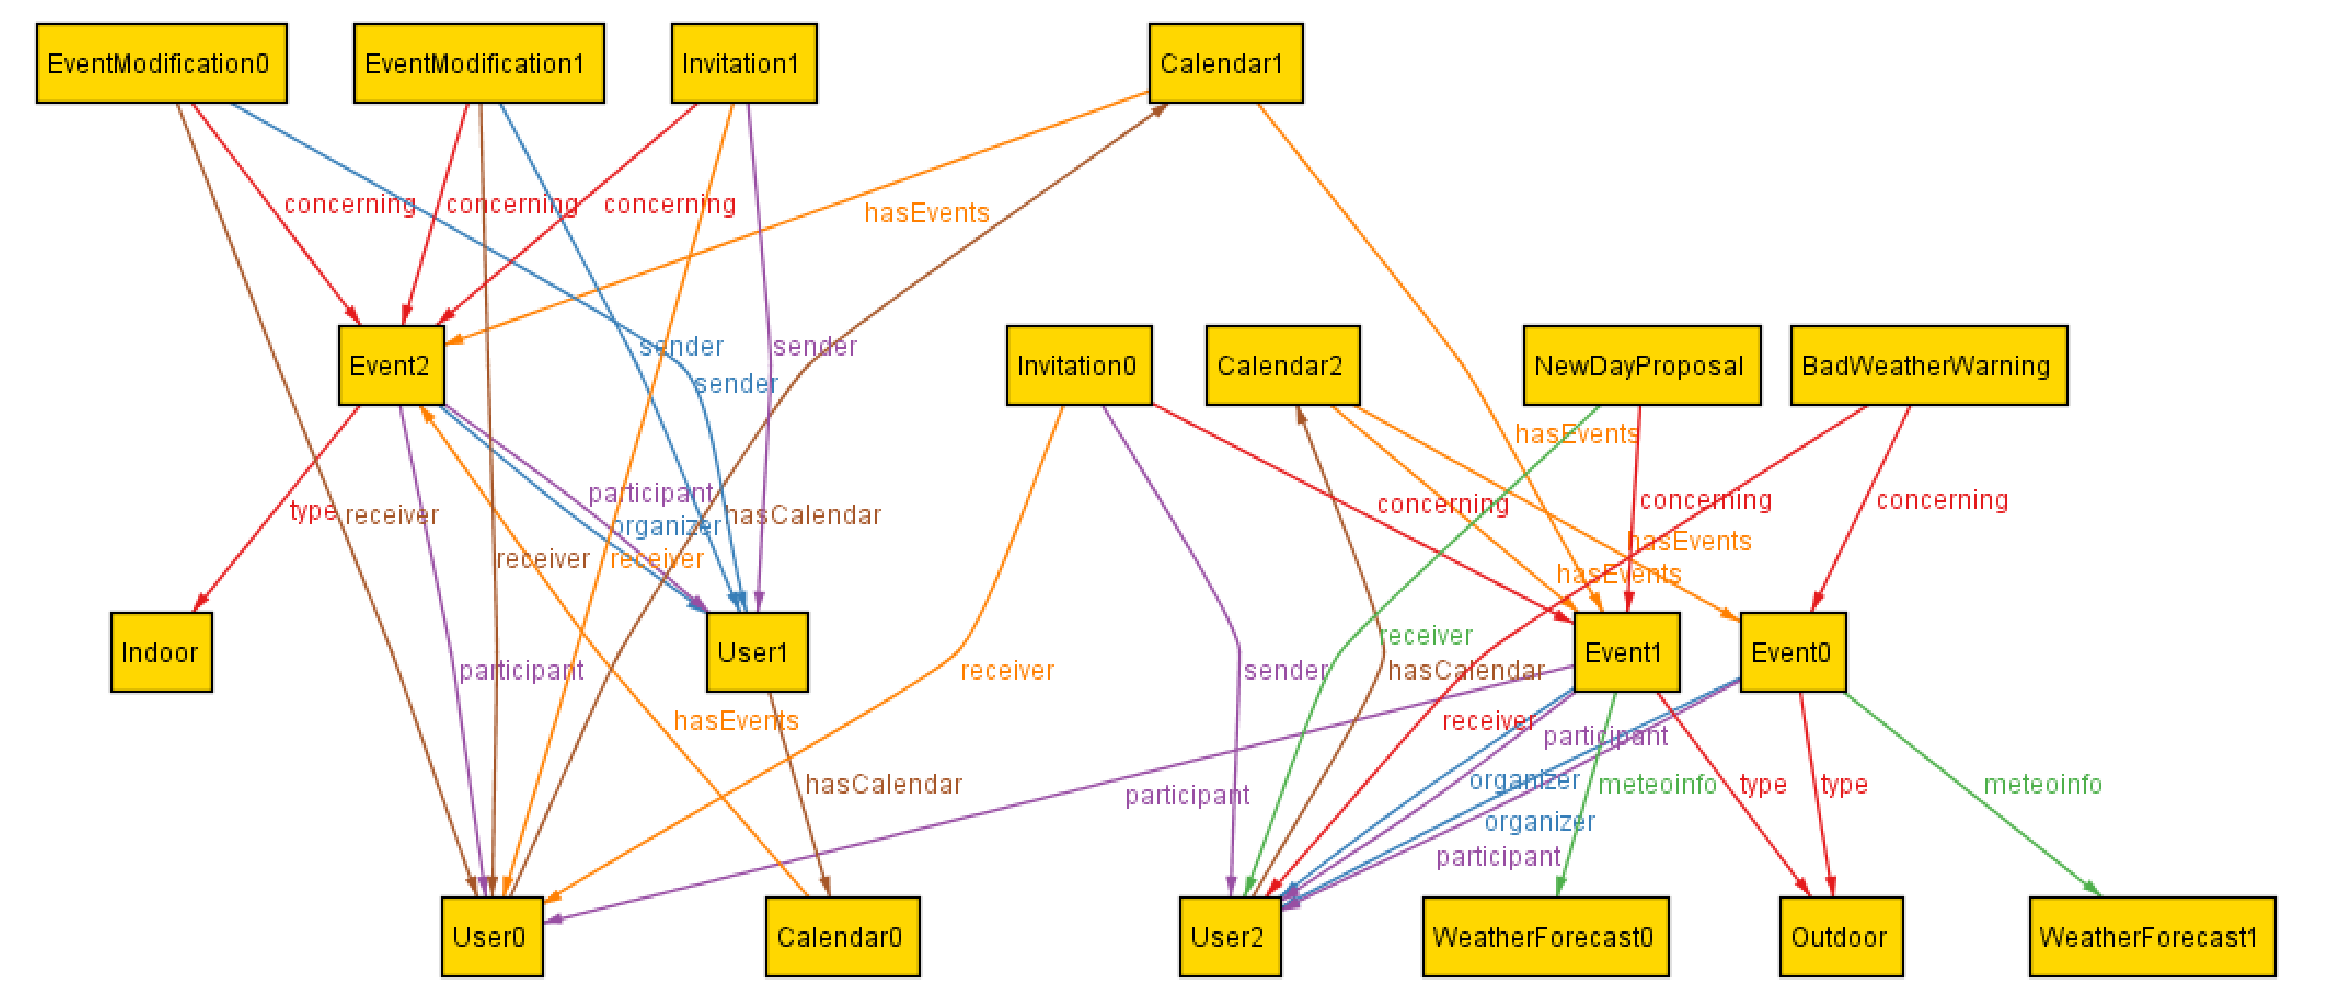 EventModification0
EventModification1
Invitation1
Calendar1
concerning
concerning
concerning
hasEvents
sender
sender
sender
Event2
Invitation0
Calendar2
NewDayProposal
BadWeatherWarning
hasEvents
participant
organizer
hasCalendar
type
receiver
receiver
receiver
concerning
concerning
concerning
hasEvents
hasEvents
Indoor
User1
Event1
Event0
participant
receiver
sender
receiver
hasCalendar
hasEvents
receiver
participant
hasCalendar
participant
organizer
meteoinfo
type
type
meteoinfo
organizer
participant
User0
Calendar0
User2
WeatherForecast0
Outdoor
WeatherForecast1